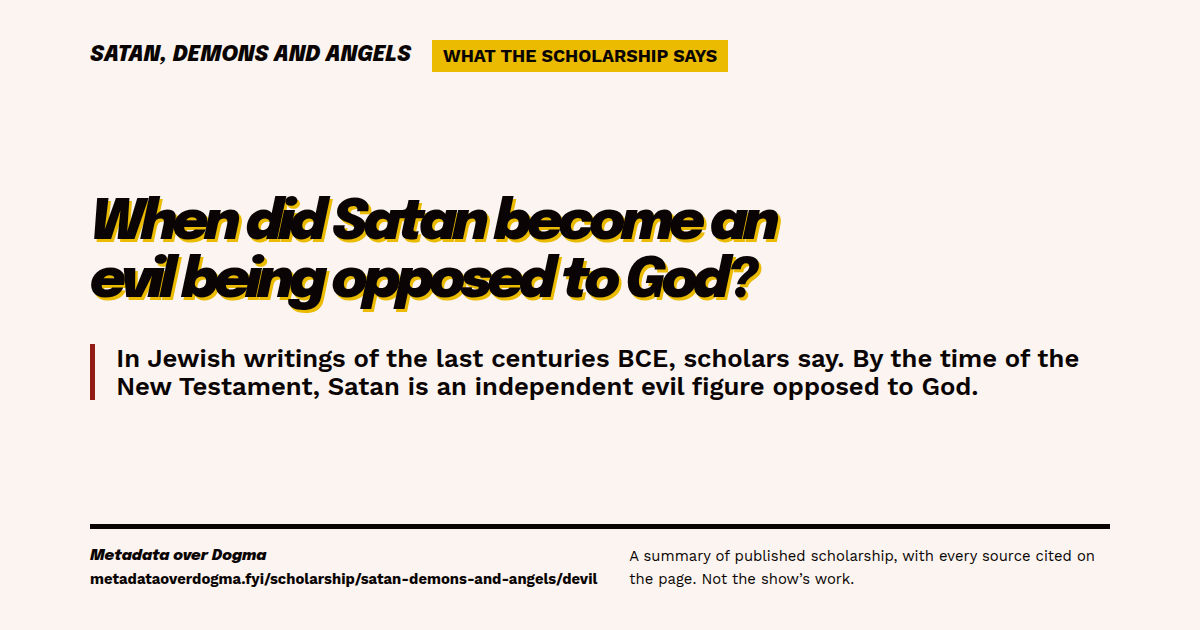 SATAN, DEMONS AND ANGELS
WHAT THE SCHOLARSHIP SAYS
When did Satan become an
evil being opposed to God?
In Jewish writings of the last centuries BCE, scholars say. By the time of the
New Testament, Satan is an independent evil figure opposed to God.
Metadata over Dogma
metadataoverdogma.fyi/scholarship/satan-demons-and-angels/devil
A summary of published scholarship, with every source cited on
the page. Not the show’s work.